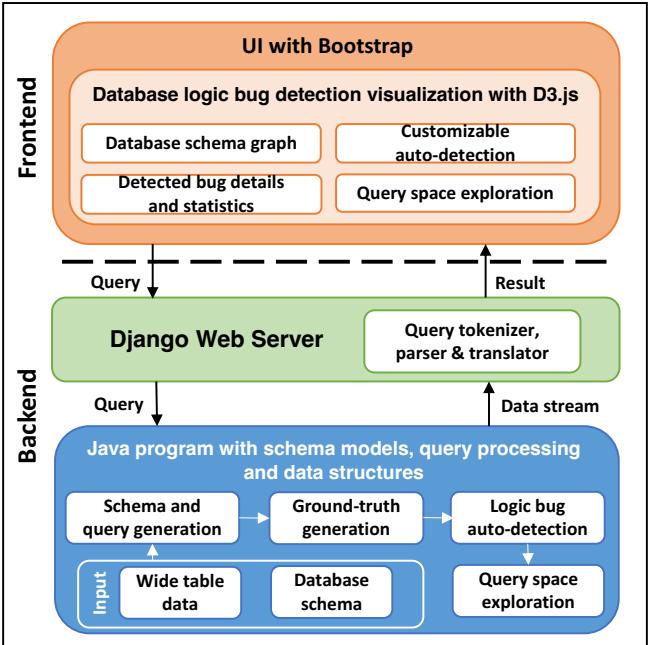 Frontend
UI with Bootstrap
Database logic bug detection visualization with D3.js
Database schema graph
Customizable
auto-detection
Detected bug details
and statistics
Query space exploration
Query
Result
Backend
Django Web Server
Query tokenizer,
parser & translator
Query
Data stream
Java program with schema models, query processing
and data structures
Schema and
query generation
Ground-truth
generation
Logic bug
auto-detection
Input
Wide table
data
Database
schema
Query space
exploration